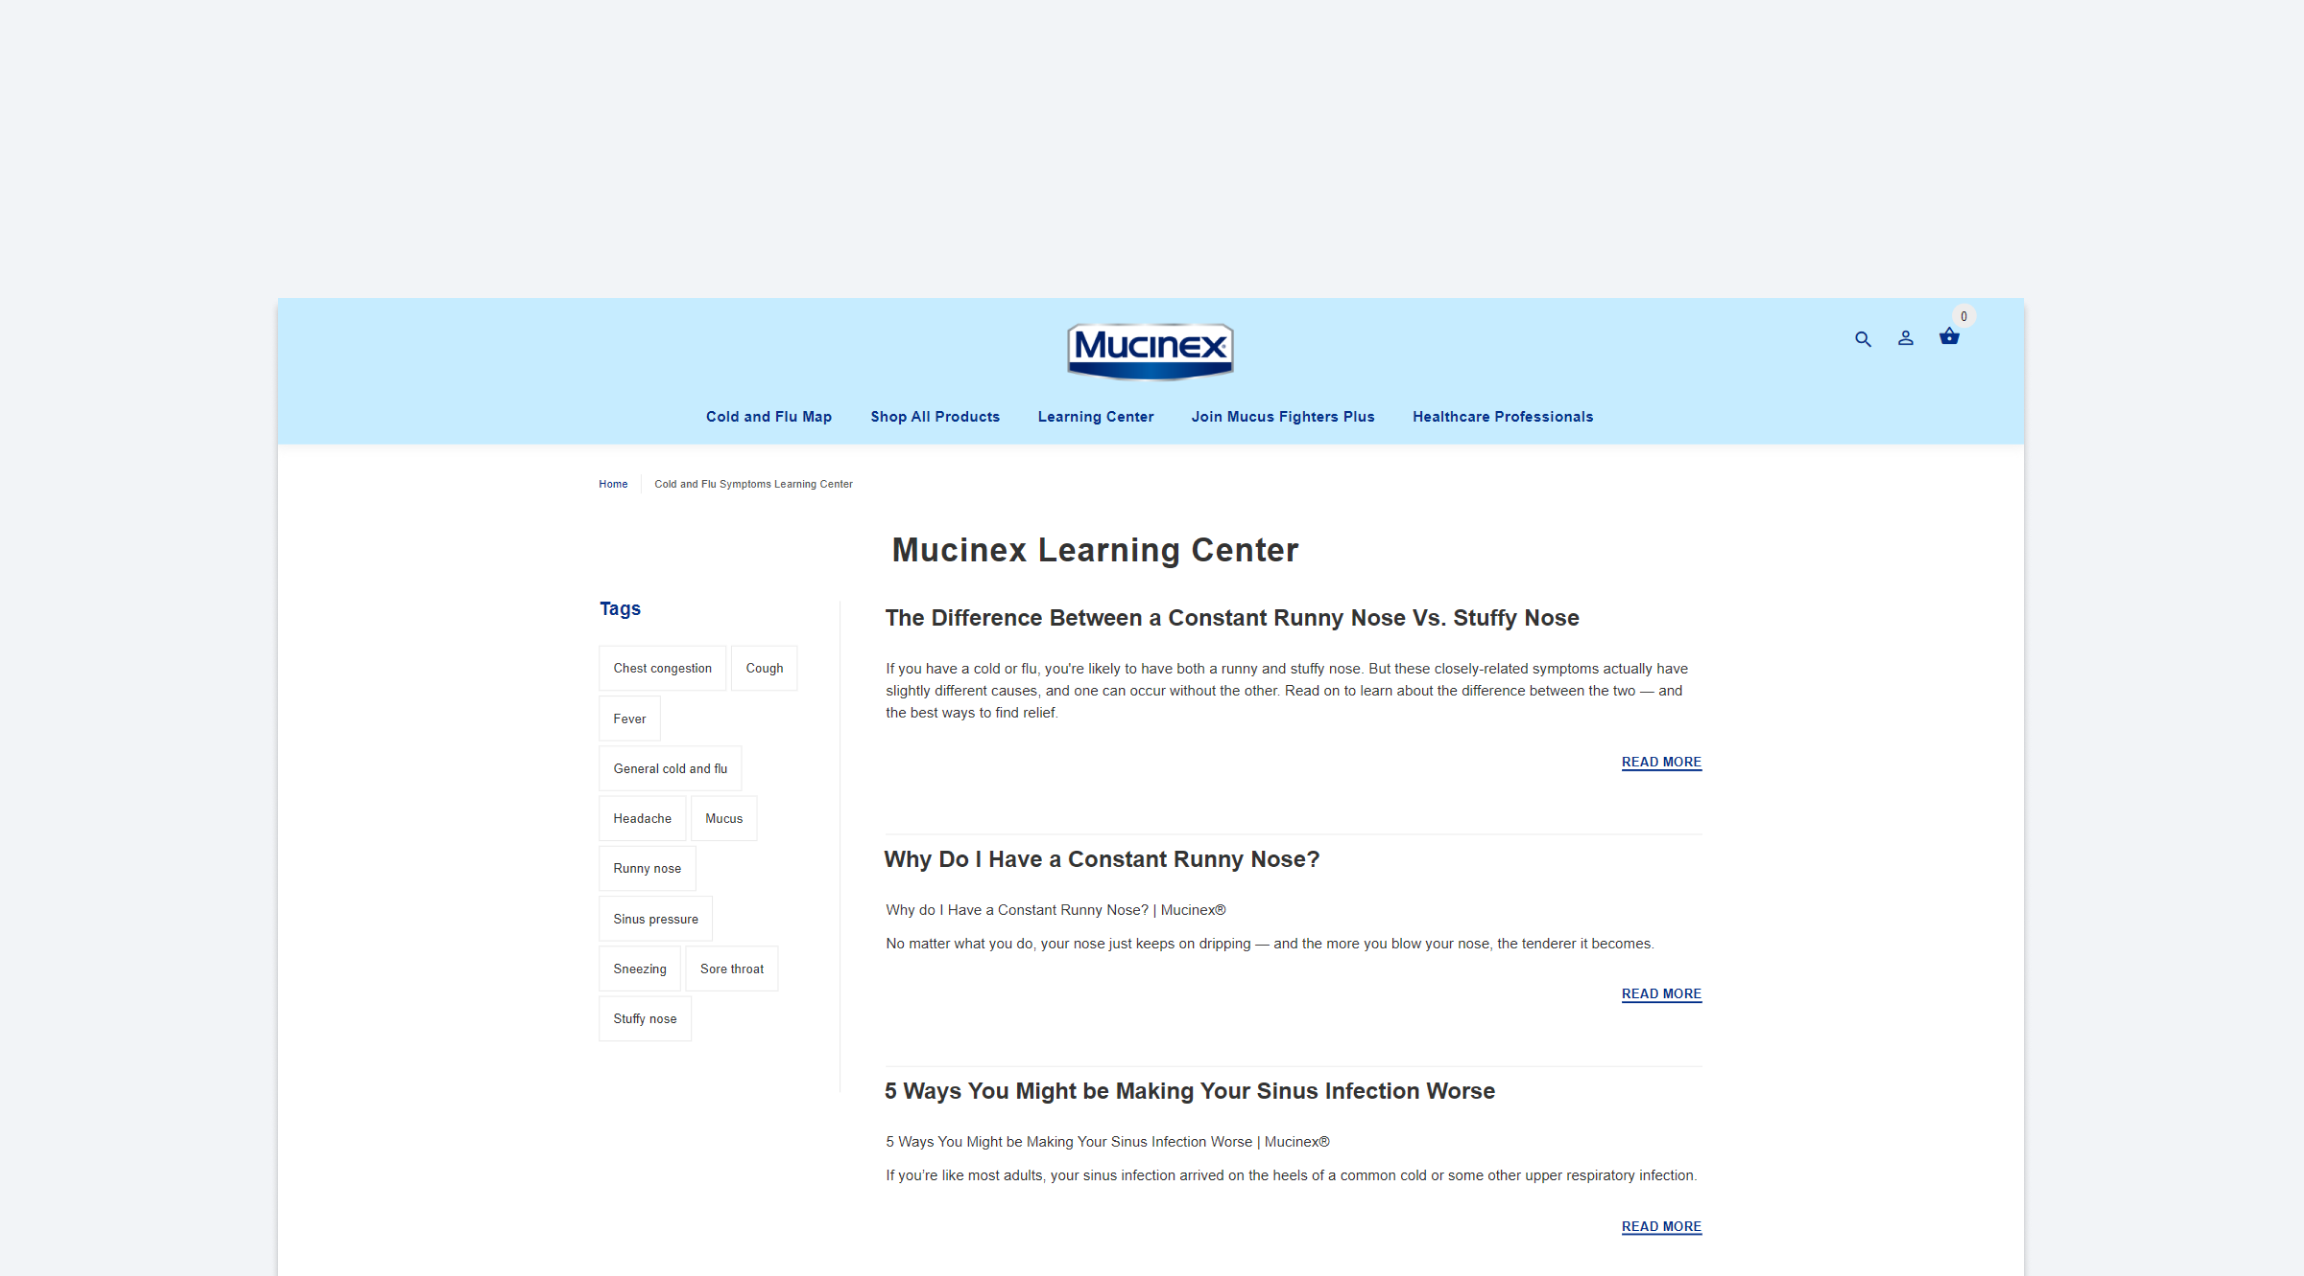 Mucinex
0
Cold and Flu Map
Shop All Products
Learning Center
Join Mucus Fighters Plus
Healthcare Professionals
Home
Cold and Flu Symptoms Learning Center
Mucinex Learning Center
Tags
Chest congestion
Cough
Fever
General cold and flu
Headache
Mucus
Runny nose
Sinus pressure
Sneezing
Sore throat
Stuffy nose
The Difference Between a Constant Runny Nose Vs. Stuffy Nose
If you have a cold or flu, you're likely to have both a runny and stuffy nose. But these closely-related symptoms actually have
slightly different causes, and one can occur without the other. Read on to learn about the difference between the two — and
the best ways to find relief.
READ MORE
Why Do I Have a Constant Runny Nose?
Why do I Have a Constant Runny Nose? | Mucinex®
No matter what you do, your nose just keeps on dripping — and the more you blow your nose, the tenderer it becomes.
READ MORE
5 Ways You Might be Making Your Sinus Infection Worse
5 Ways You Might be Making Your Sinus Infection Worse | Mucinex®
If you're like most adults, your sinus infection arrived on the heels of a common cold or some other upper respiratory infection.
READ MORE